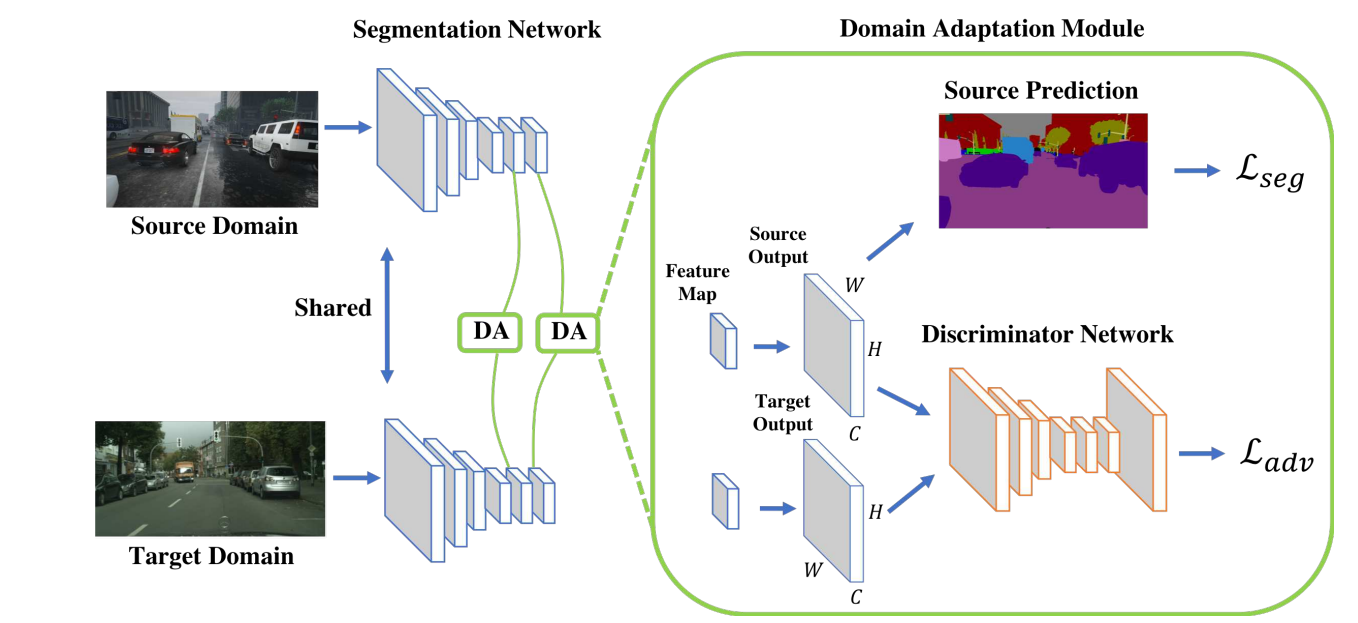 Segmentation Network
Domain Adaptation Module
Source Prediction
ℒ_seg
Source Domain
Source
Output
W
Feature
Map
H
C
Shared
DA
DA
Discriminator Network
Target
Output
H
W
C
ℒ_adv
Target Domain